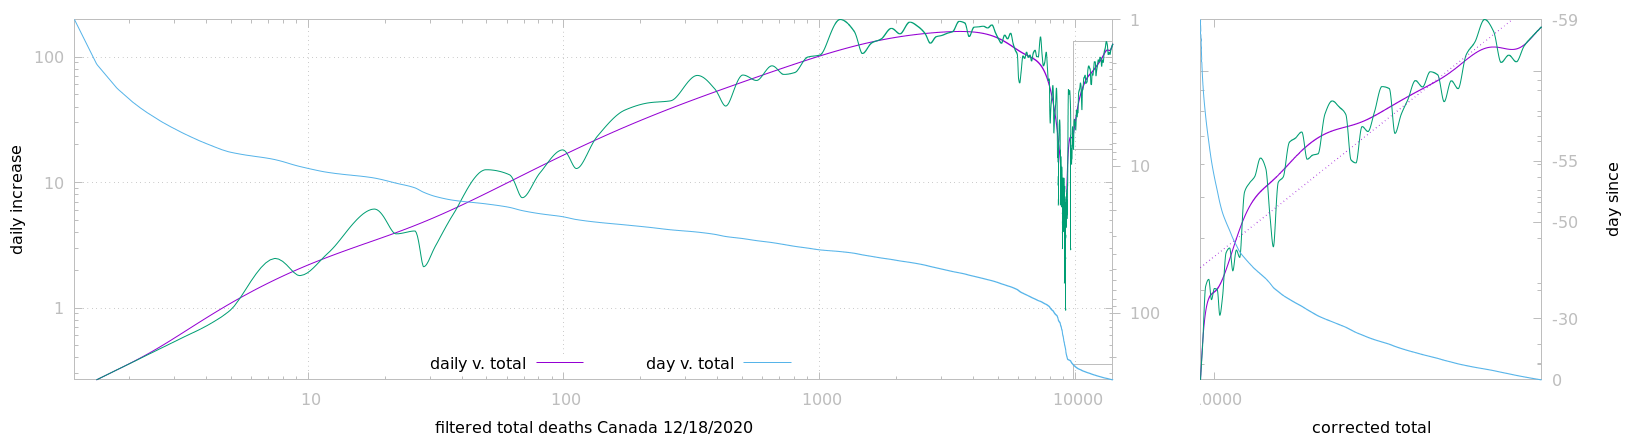 daily increase
100
10
1
daily v. total
day v. total
10
100
1000
10000
filtered total deaths Canada 12/18/2020
1
10
100
.0000
corrected total
-59
-55
-50
-30
0
day since